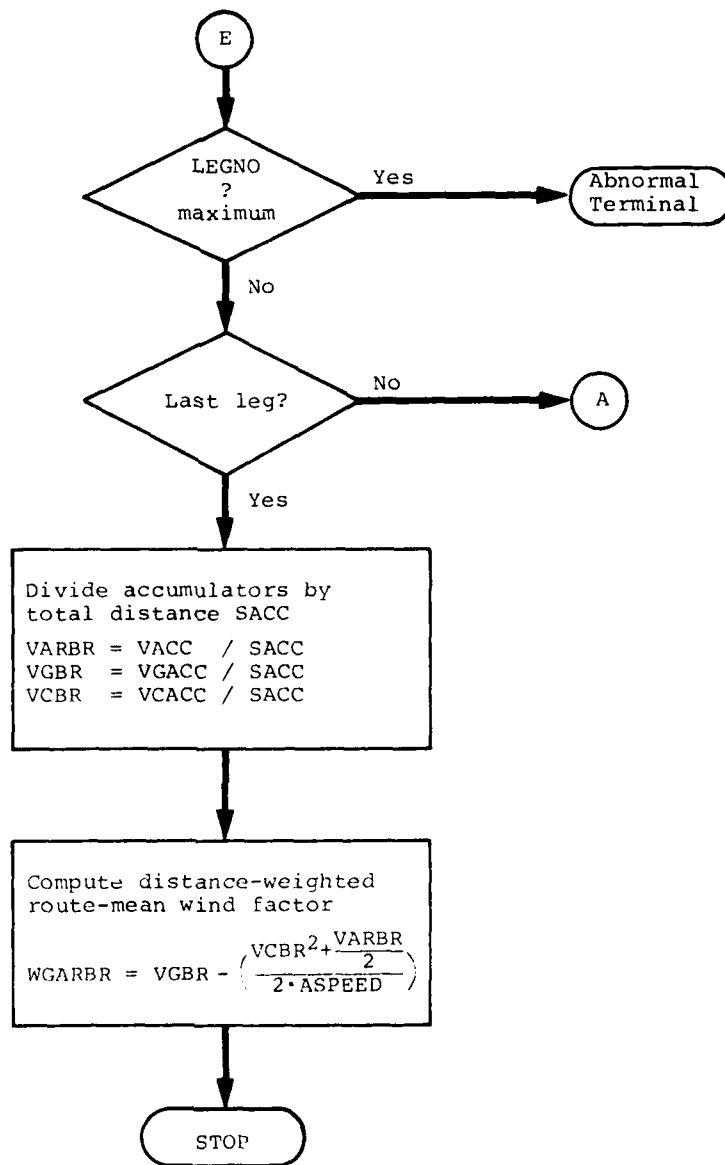 E
LEGNO
?
maximum
Yes
Abnormal
Terminal
No
Last leg?
No
A
Yes
Divide accumulators by
total distance SACC
VARBR = VACC / SACC
VGBR = VGACC / SACC
VCBR = VCACC / SACC
Compute distance-weighted
route-mean wind factor
WGARBR = VGBR - ( (VCBR² + VARBR/2) / (2·ASPEED) )
STOP